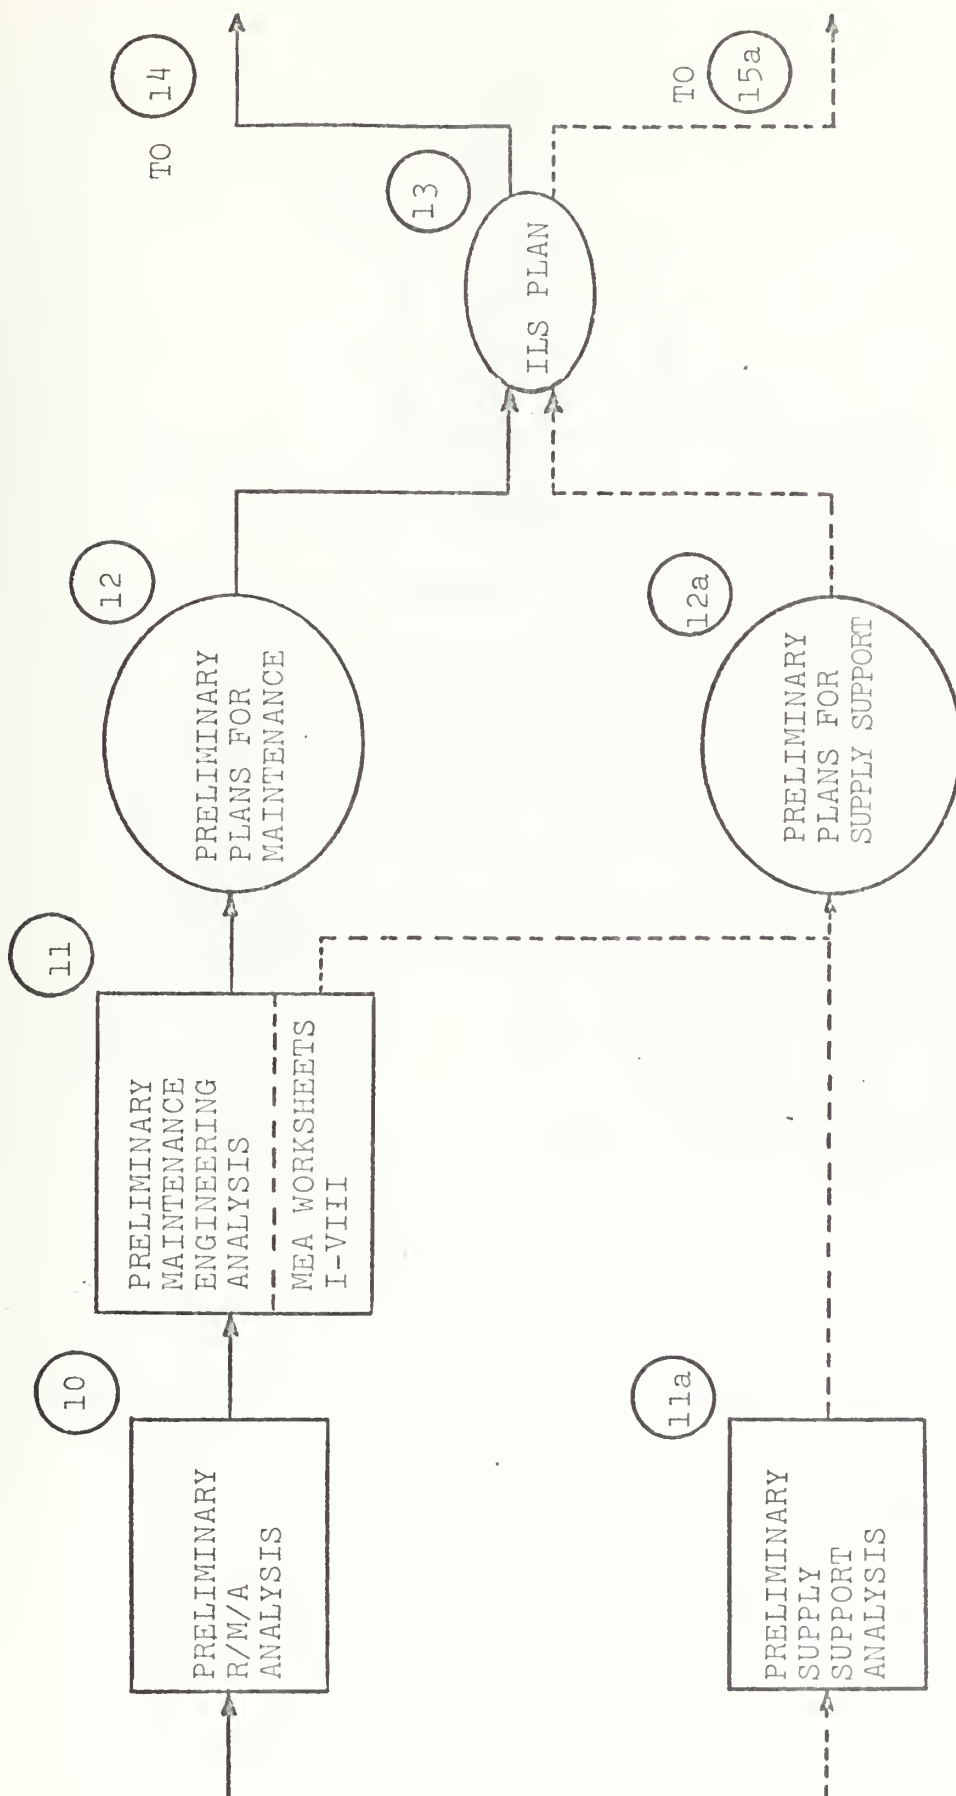 10
PRELIMINARY
R/M/A
ANALYSIS
11
PRELIMINARY
MAINTENANCE
ENGINEERING
ANALYSIS
MEA WORKSHEETS
I-VIII
12
PRELIMINARY
PLANS FOR
MAINTENANCE
13
ILS PLAN
TO 14
TO 15a
11a
PRELIMINARY
SUPPLY
SUPPORT
ANALYSIS
12a
PRELIMINARY
PLANS FOR
SUPPLY SUPPORT